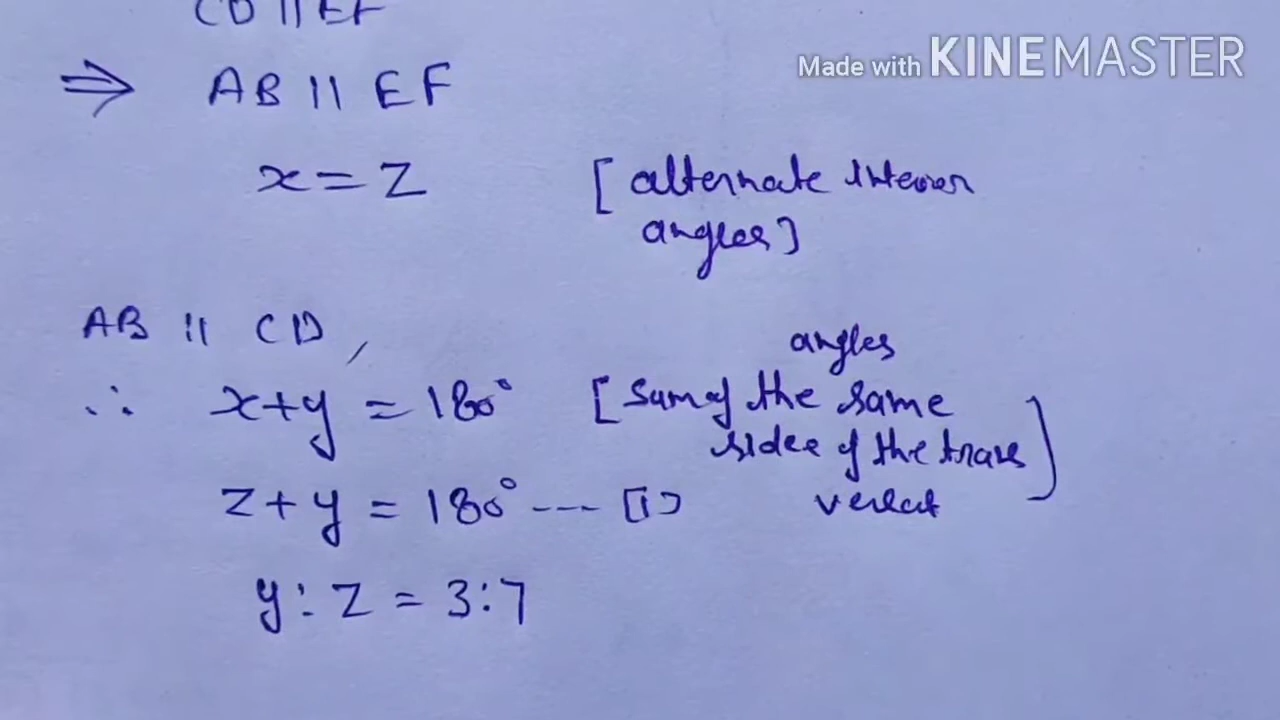 CD || EF
Made with KINEMASTER
⇒ AB || EF
x = z [alternate interior
angles]
AB || CD,
angles
∴ x+y = 180° [Sum of the same
sides of the trans
versal]
z+y = 180° --- [1]
y : z = 3:7